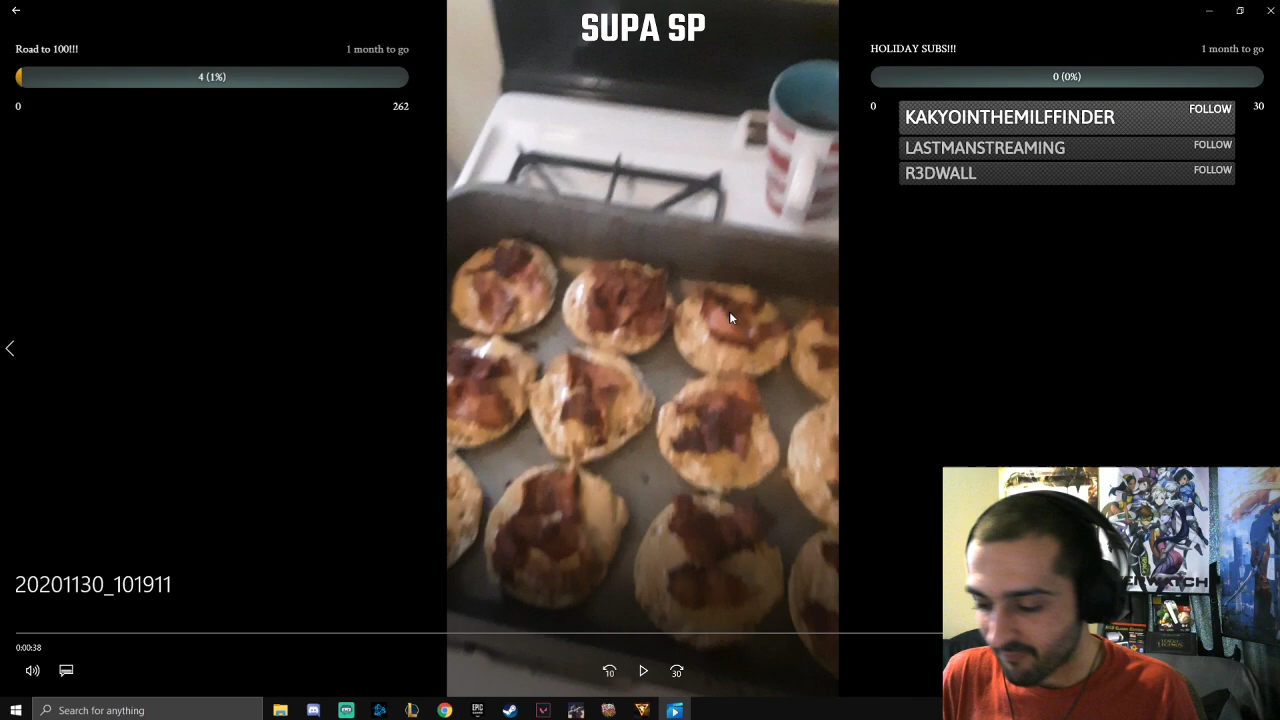 SUPA SP
Road to 100!!!
1 month to go
4 (1%)
0
262
HOLIDAY SUBS!!!
1 month to go
0 (0%)
0
30
KAKYOINTHEMILFFINDER
FOLLOW
LASTMANSTREAMING
FOLLOW
R3DWALL
FOLLOW
20201130_101911
0:00:38
10
30
ERWATCH
Search for anything
EPIC